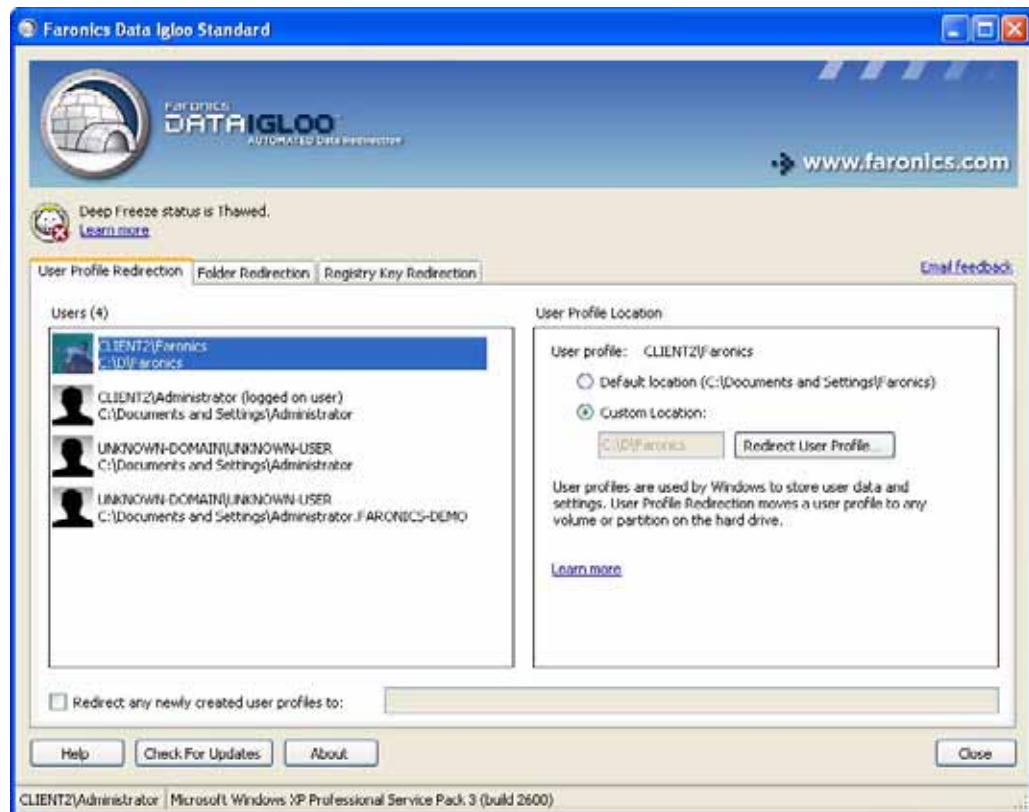 Faronics Data Igloo Standard
FARONICS
DATAIGLOO
AUTOMATED Data Redirection
www.faronics.com
Deep Freeze status is Thawed.
Learn more
User Profile Redirection
Folder Redirection
Registry Key Redirection
Email feedback
Users (4)
CLIENT2\Faronics
C:\D\Faronics
CLIENT2\Administrator (logged on user)
C:\Documents and Settings\Administrator
UNKNOWN-DOMAIN\UNKNOWN-USER
C:\Documents and Settings\Administrator
UNKNOWN-DOMAIN\UNKNOWN-USER
C:\Documents and Settings\Administrator.FARONICS-DEMO
User Profile Location
User profile: CLIENT2\Faronics
Default location (C:\Documents and Settings\Faronics)
Custom Location:
C:\D\Faronics
Redirect User Profile...
User profiles are used by Windows to store user data and
settings. User Profile Redirection moves a user profile to any
volume or partition on the hard drive.
Learn more
Redirect any newly created user profiles to:
Help
Check For Updates
About
Close
CLIENT2\Administrator
Microsoft Windows XP Professional Service Pack 3 (build 2600)